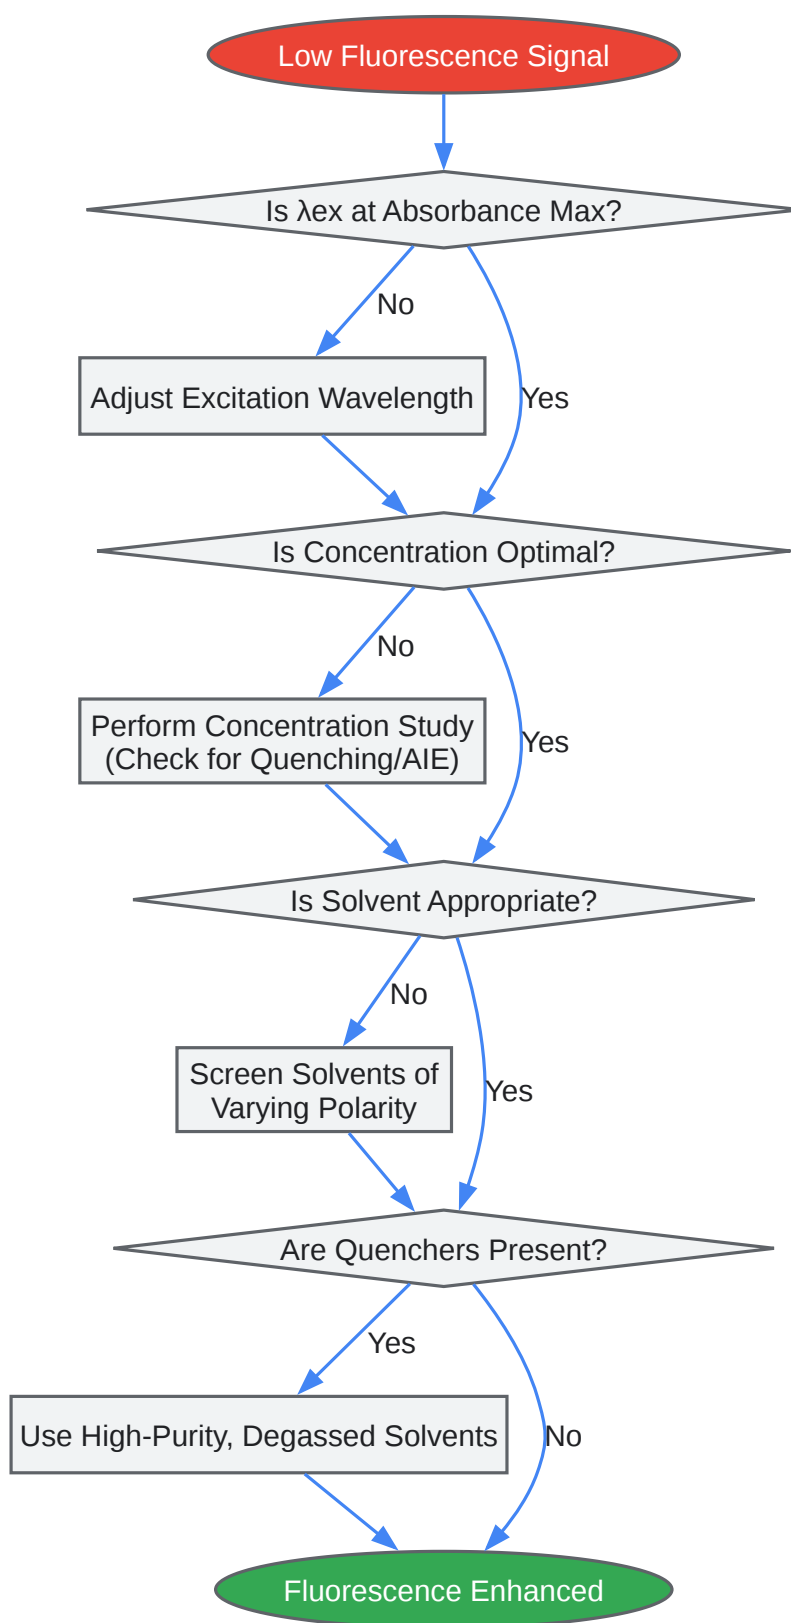 Low Fluorescence Signal
Is λex at Absorbance Max?
No
Adjust Excitation Wavelength
Yes
Is Concentration Optimal?
No
Perform Concentration Study
(Check for Quenching/AIE)
Yes
Is Solvent Appropriate?
No
Screen Solvents of
Varying Polarity
Yes
Are Quenchers Present?
Yes
Use High-Purity, Degassed Solvents
No
Fluorescence Enhanced